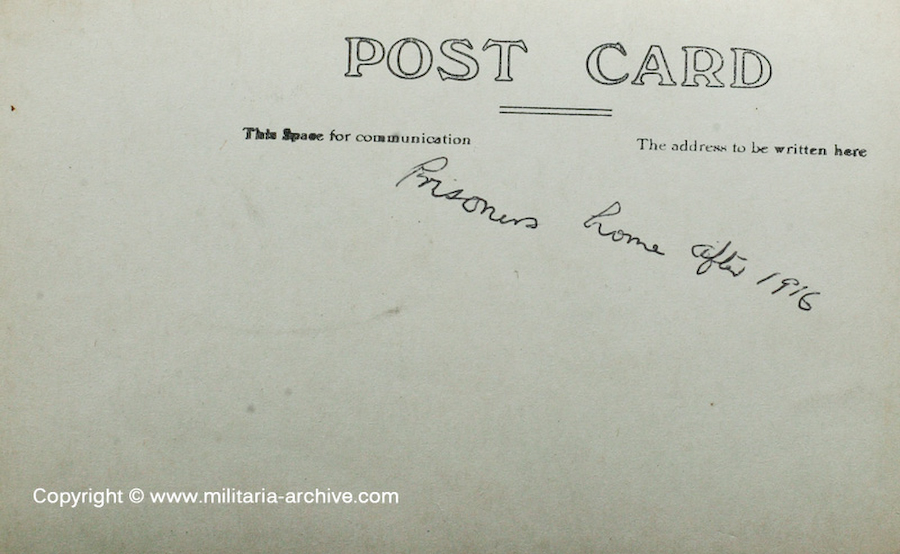 POST CARD
This Space for communication
The address to be written here
Prisoners home after 1916
Copyright © www.militaria-archive.com